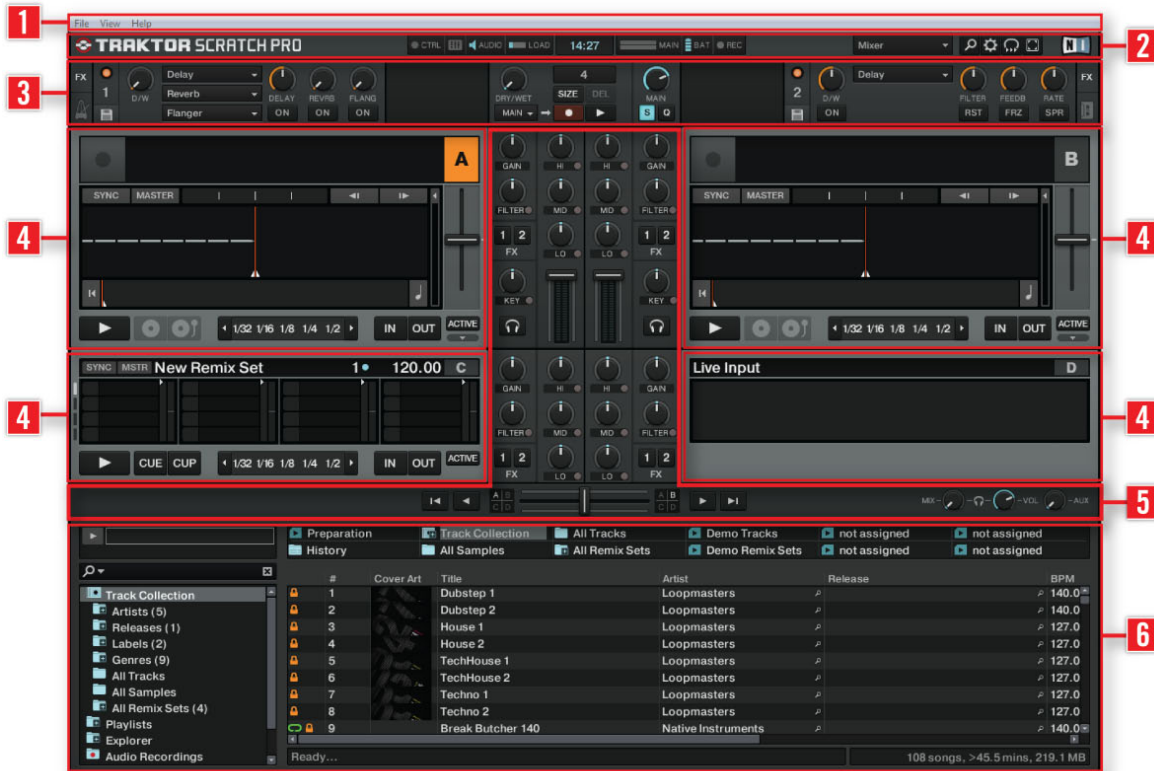 1
File View Help
2
TRAKTOR SCRATCH PRO
CTRL AUDIO LOAD 14:27 MAIN BAT REC
Mixer
3
FX 1 D/W Delay Reverb Flanger DELAY REVRB FLANG ON ON ON
DRY/WET 4 SIZE DEL MAIN MAIN S Q
2 D/W ON Delay FILTER FEEDB RATE RST FRZ SPR FX
4
A
SYNC MASTER
1/32 1/16 1/8 1/4 1/2 IN OUT ACTIVE
GAIN HI HI GAIN
FILTER MID MID FILTER
1 2 FX LO LO 1 2 FX
KEY KEY
4
B
SYNC MASTER
1/32 1/16 1/8 1/4 1/2 IN OUT ACTIVE
4
SYNC MSTR New Remix Set 1 120.00 C
CUE CUP 1/32 1/16 1/8 1/4 1/2 IN OUT ACTIVE
GAIN HI HI GAIN
FILTER MID MID FILTER
1 2 FX LO LO 1 2 FX
4
Live Input D
5
A B C D
A B C D
MIX VOL AUX
6
Preparation Track Collection All Tracks Demo Tracks not assigned not assigned
History All Samples All Remix Sets Demo Remix Sets not assigned not assigned
Track Collection
Artists (5)
Releases (1)
Labels (2)
Genres (9)
All Tracks
All Samples
All Remix Sets (4)
Playlists
Explorer
Audio Recordings
# Cover Art Title Artist Release BPM
1 Dubstep 1 Loopmasters 140.0
2 Dubstep 2 Loopmasters 140.0
3 House 1 Loopmasters 127.0
4 House 2 Loopmasters 127.0
5 TechHouse 1 Loopmasters 127.0
6 TechHouse 2 Loopmasters 127.0
7 Techno 1 Loopmasters 127.0
8 Techno 2 Loopmasters 127.0
9 Break Butcher 140 Native Instruments 140.0
Ready...
108 songs, >45.5 mins, 219.1 MB